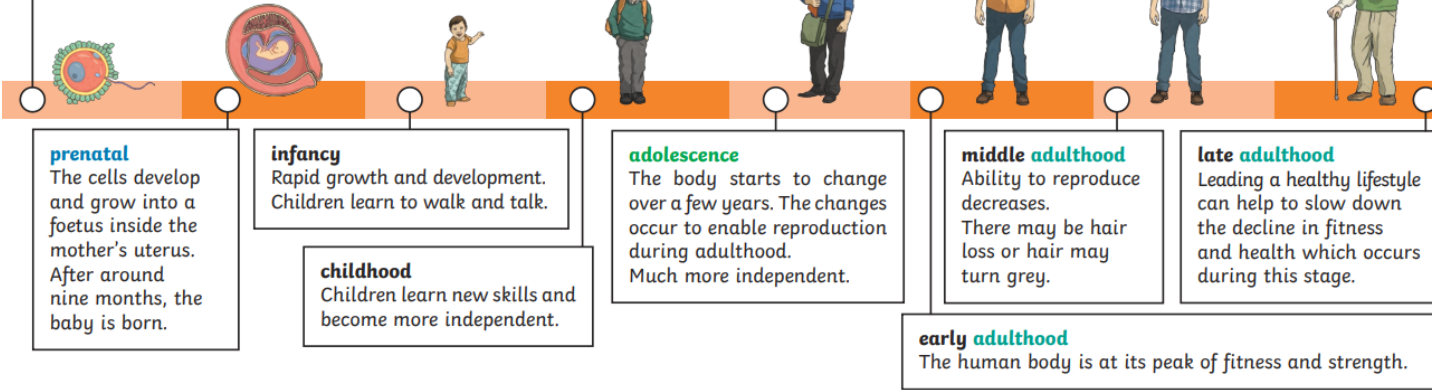 prenatal
The cells develop
and grow into a
foetus inside the
mother's uterus.
After around
nine months, the
baby is born.
infancy
Rapid growth and development.
Children learn to walk and talk.
childhood
Children learn new skills and
become more independent.
adolescence
The body starts to change
over a few years. The changes
occur to enable reproduction
during adulthood.
Much more independent.
early adulthood
The human body is at its peak of fitness and strength.
middle adulthood
Ability to reproduce
decreases.
There may be hair
loss or hair may
turn grey.
late adulthood
Leading a healthy lifestyle
can help to slow down
the decline in fitness
and health which occurs
during this stage.